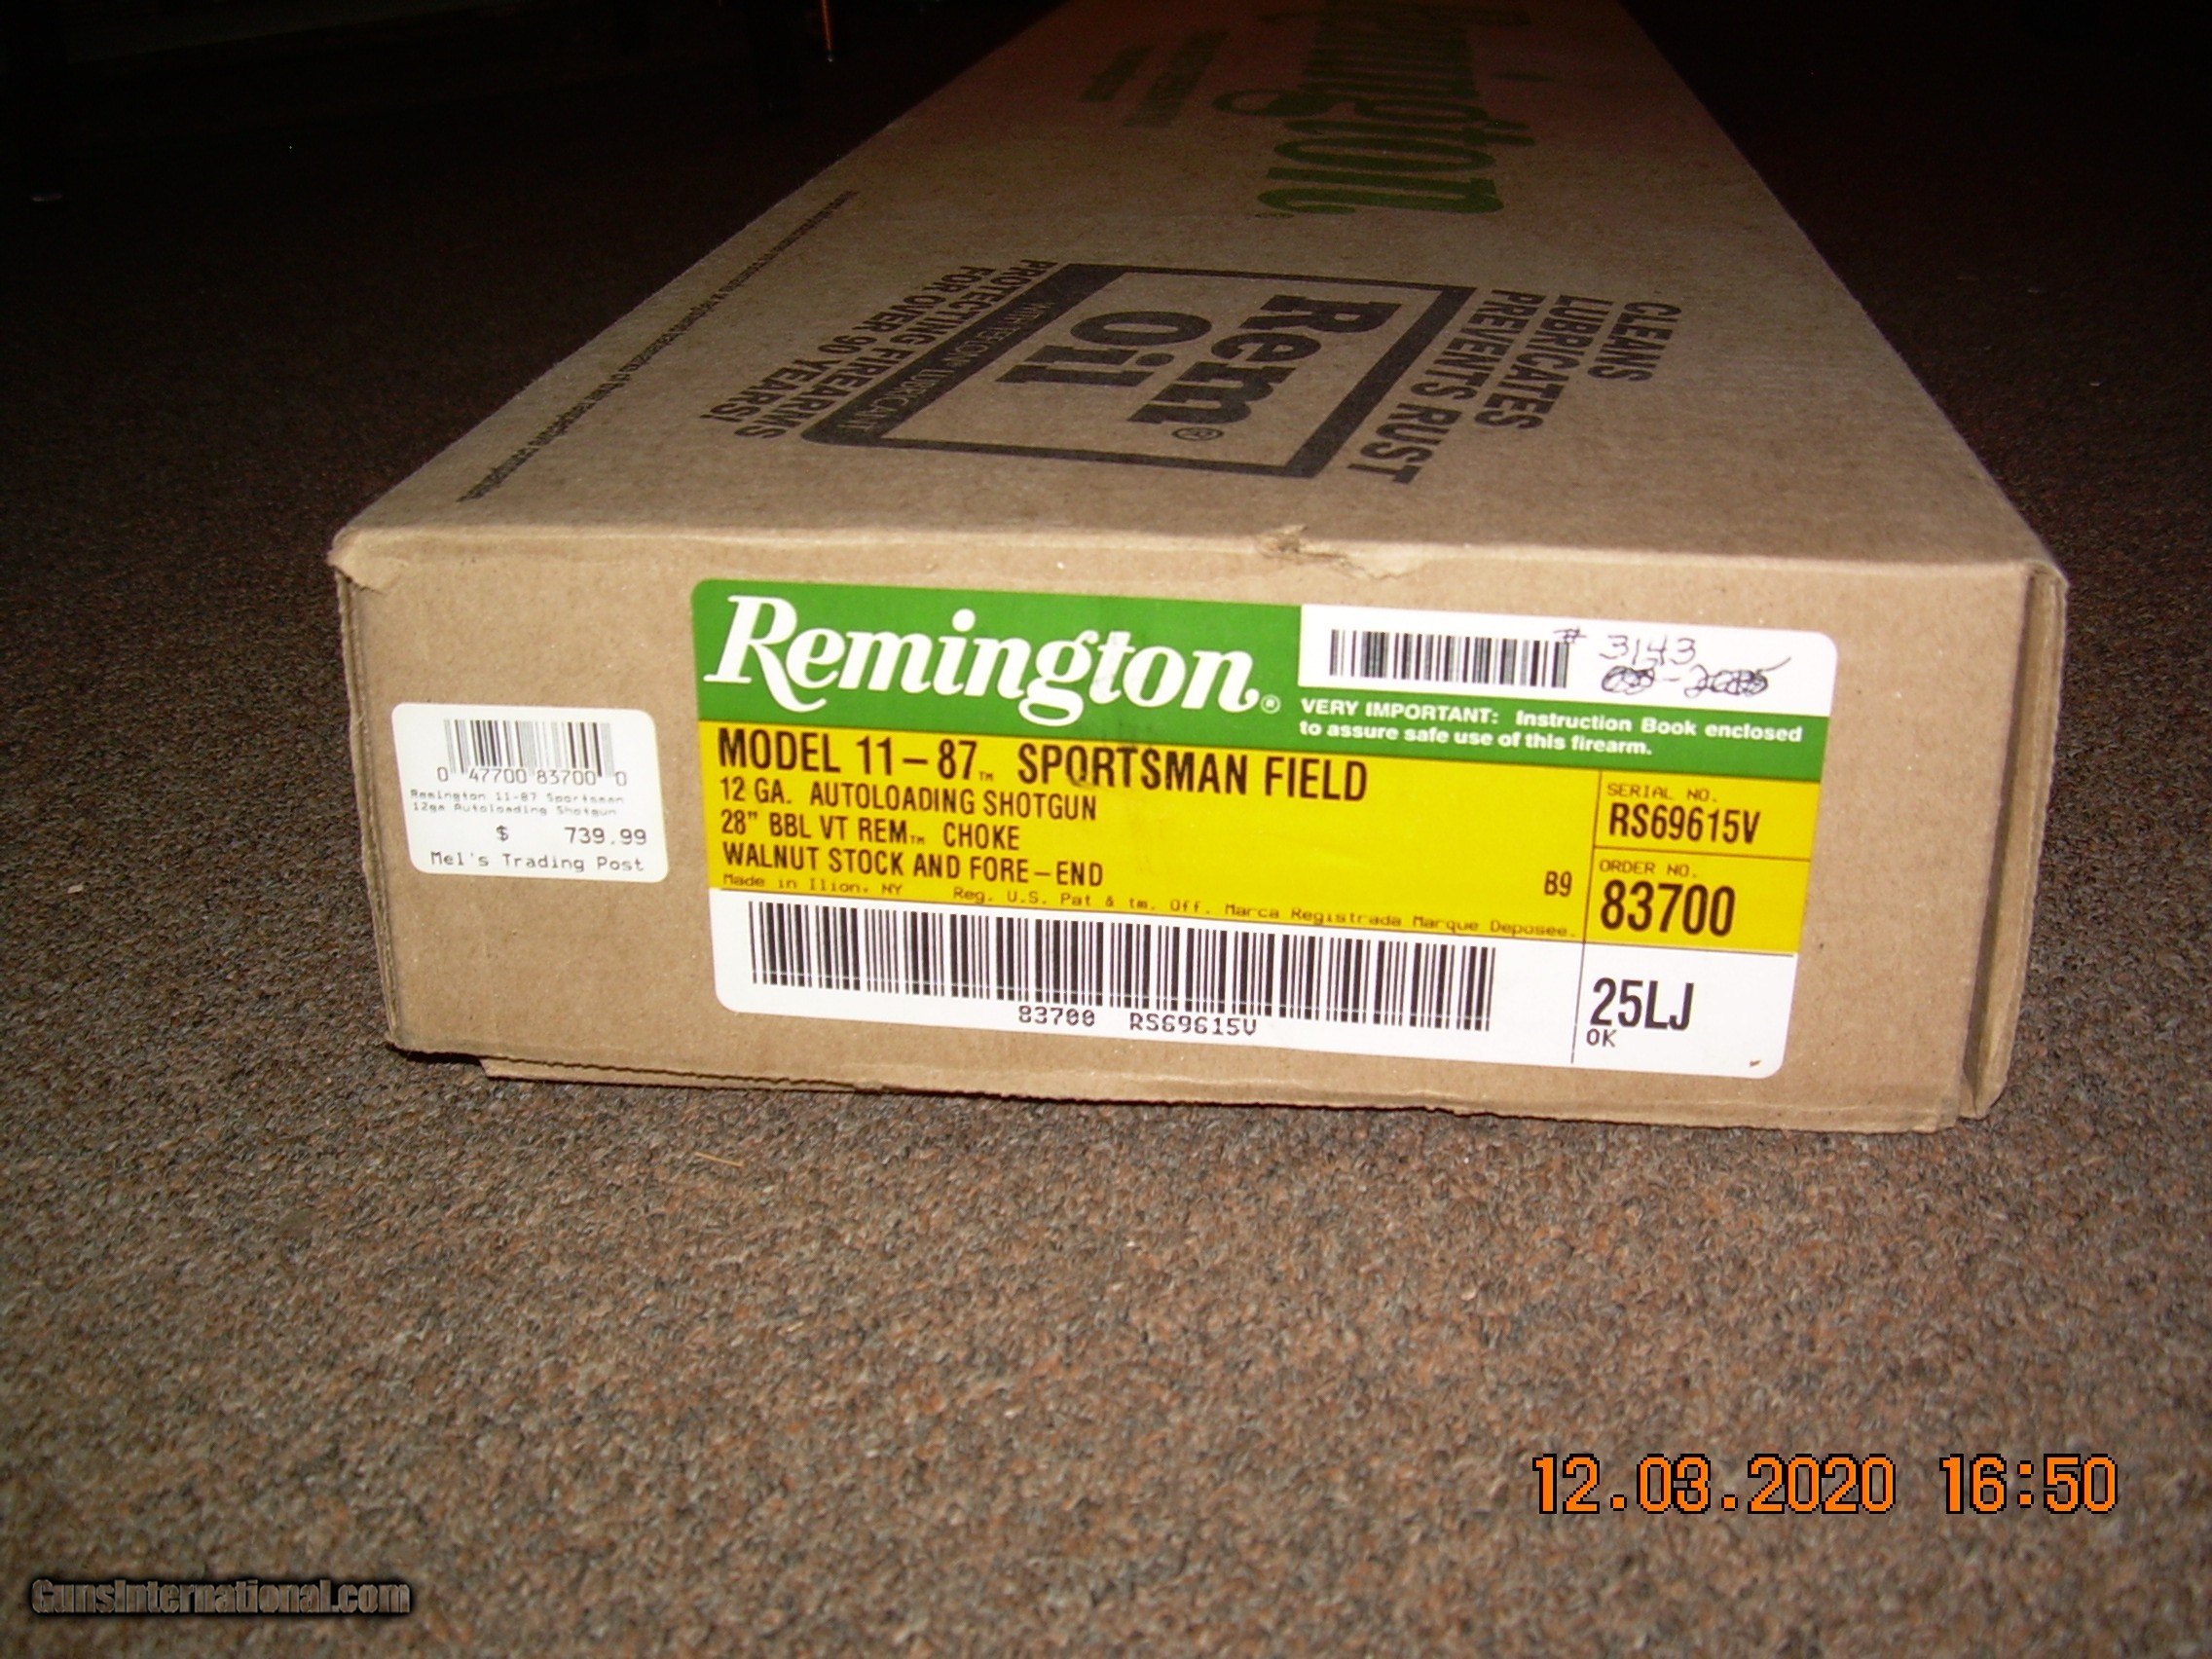 Remington®
CLEANS
LUBRICATES
PREVENTS RUST
Rem®
Oil
PROTECTING FIREARMS
FOR OVER 90 YEARS!
Remington®
# 3143
VERY IMPORTANT: Instruction Book enclosed
to assure safe use of this firearm.
MODEL 11-87™ SPORTSMAN FIELD
12 GA. AUTOLOADING SHOTGUN
28" BBL VT REM™ CHOKE
WALNUT STOCK AND FORE-END
B9
Made in Ilion, NY Reg. U.S. Pat & tm. Off. Marca Registrada Marque Deposee.
SERIAL NO.
RS69615V
ORDER NO.
83700
25LJ
OK
83700 RS69615V
0 47700 83700 0
Remington 11-87 Sportsman
12ga Autoloading Shotgun
$ 739.99
Mel's Trading Post
12.03.2020 16:50
GunsInternational.com